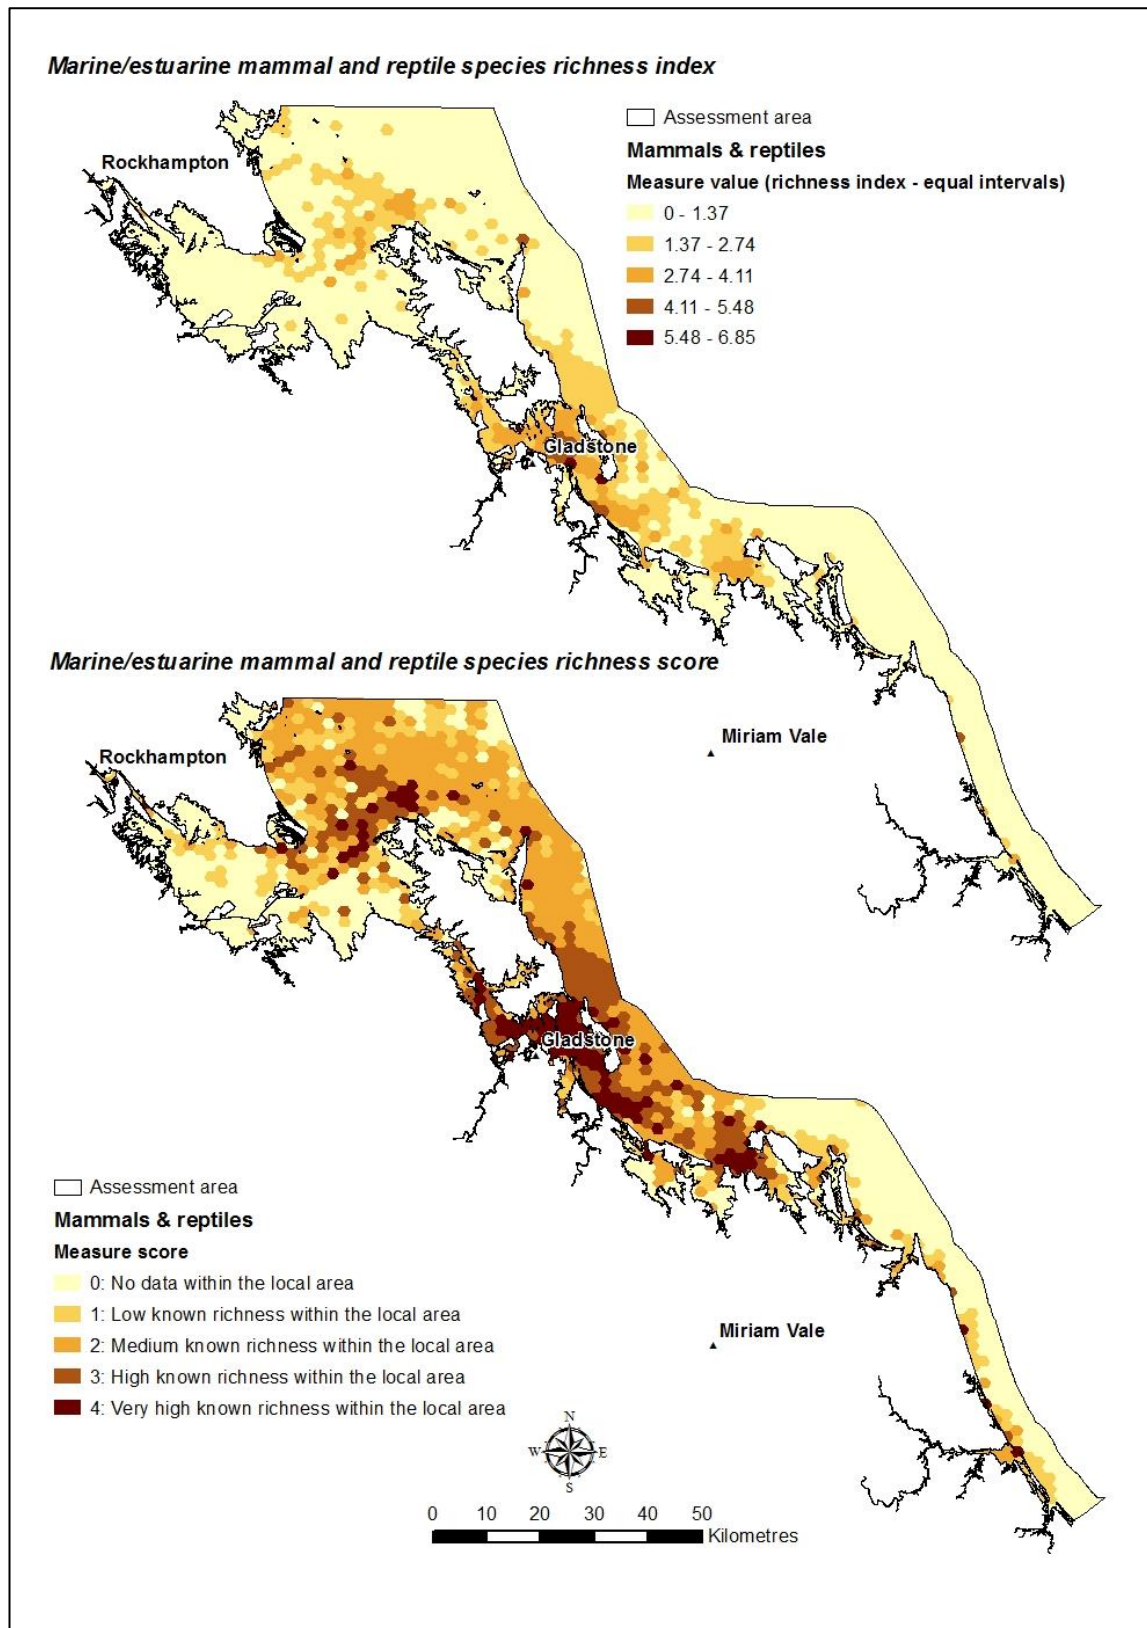 Marine/estuarine mammal and reptile species richness index
Assessment area
Mammals & reptiles
Measure value (richness index - equal intervals)
0 - 1.37
1.37 - 2.74
2.74 - 4.11
4.11 - 5.48
5.48 - 6.85
Rockhampton
Gladstone
Miriam Vale
Marine/estuarine mammal and reptile species richness score
Rockhampton
Gladstone
Miriam Vale
Assessment area
Mammals & reptiles
Measure score
0: No data within the local area
1: Low known richness within the local area
2: Medium known richness within the local area
3: High known richness within the local area
4: Very high known richness within the local area
N
W E
S
0 10 20 30 40 50
Kilometres